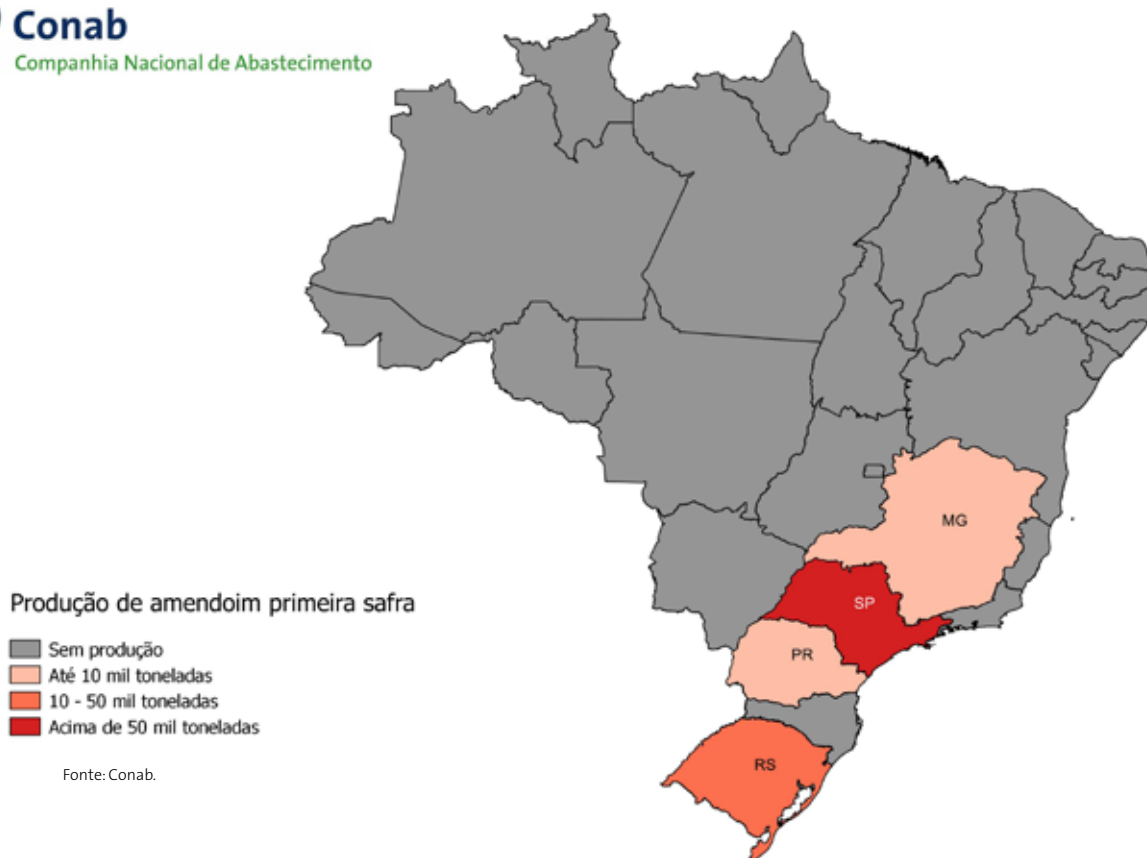 Conab
Companhia Nacional de Abastecimento
MG
SP
PR
RS
Produção de amendoim primeira safra
Sem produção
Até 10 mil toneladas
10 - 50 mil toneladas
Acima de 50 mil toneladas
Fonte: Conab.